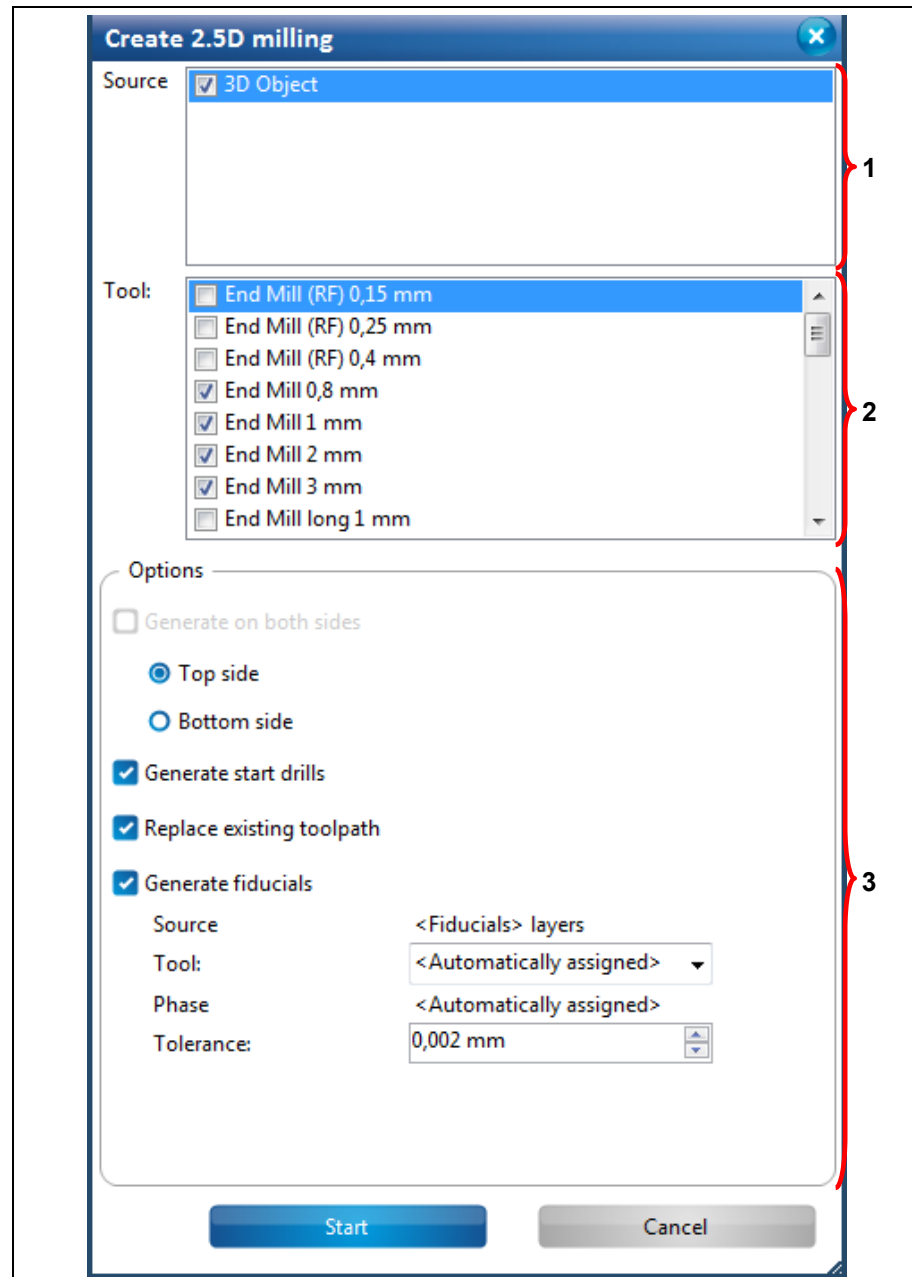 Create 2.5D milling
Source
3D Object
1
Tool:
End Mill (RF) 0,15 mm
End Mill (RF) 0,25 mm
End Mill (RF) 0,4 mm
End Mill 0,8 mm
End Mill 1 mm
End Mill 2 mm
End Mill 3 mm
End Mill long 1 mm
2
Options
Generate on both sides
Top side
Bottom side
Generate start drills
Replace existing toolpath
Generate fiducials
3
Source <Fiducials> layers
Tool: <Automatically assigned>
Phase <Automatically assigned>
Tolerance: 0,002 mm
Start Cancel